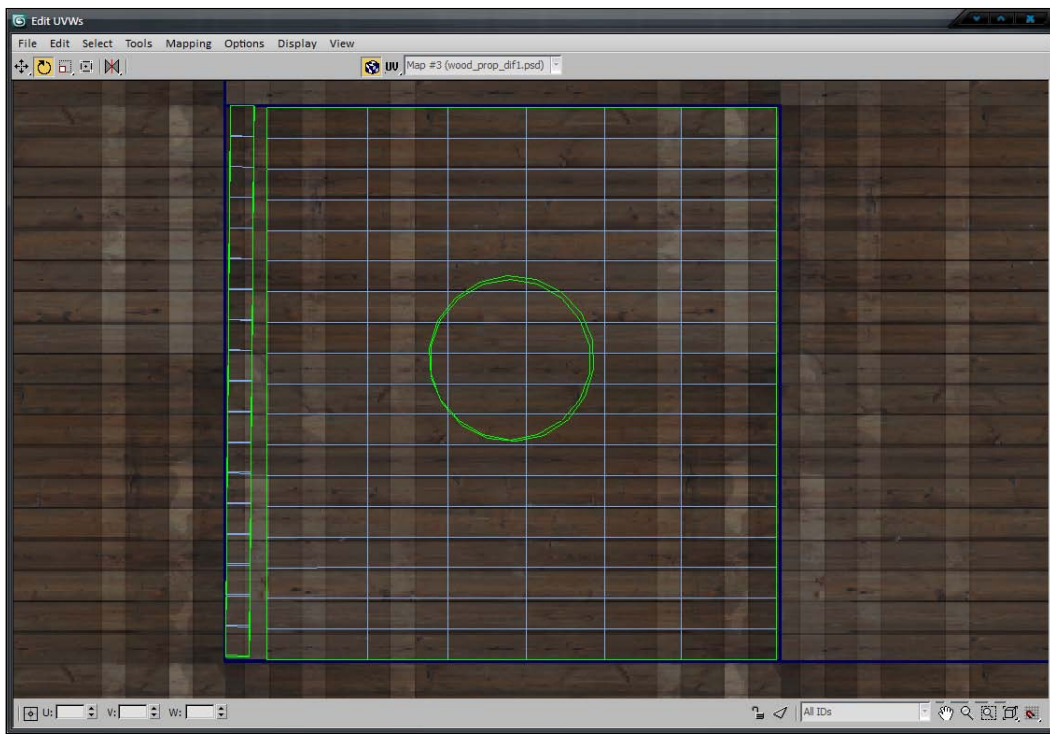 Edit UVWs
File Edit Select Tools Mapping Options Display View
UV Map #3 (wood_prop_dif1.psd)
U: V: W: All IDs